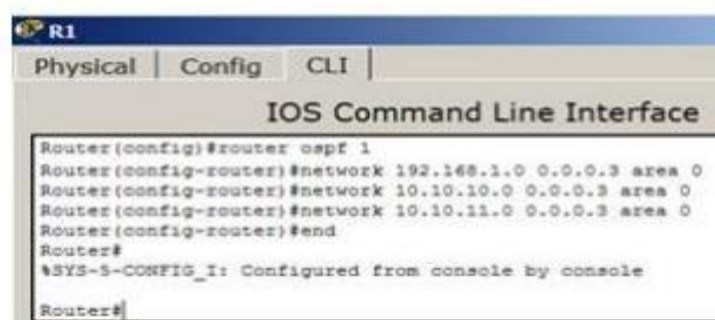 R1
Physical Config CLI
IOS Command Line Interface
Router(config)#router ospf 1
Router(config-router)#network 192.168.1.0 0.0.0.3 area 0
Router(config-router)#network 10.10.10.0 0.0.0.3 area 0
Router(config-router)#network 10.10.11.0 0.0.0.3 area 0
Router(config-router)#end
Router#
%SYS-5-CONFIG_I: Configured from console by console
Router#